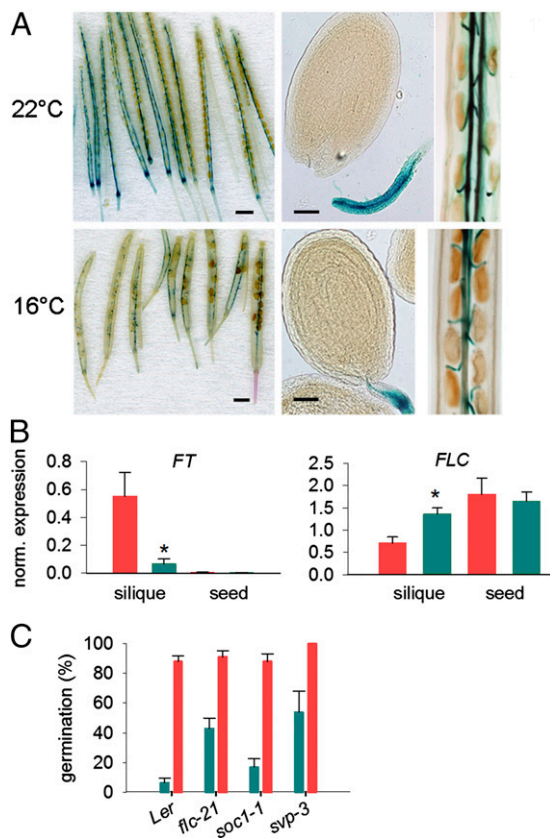 A
22°C
16°C
B
FT
norm. expression
0.8
0.6
0.4
0.2
0.0
*
silique seed
FLC
2.5
2.0
1.5
1.0
0.5
0.0
*
silique seed
C
germination (%)
100
80
60
40
20
0
Ler flc-21 soc1-1 svp-3